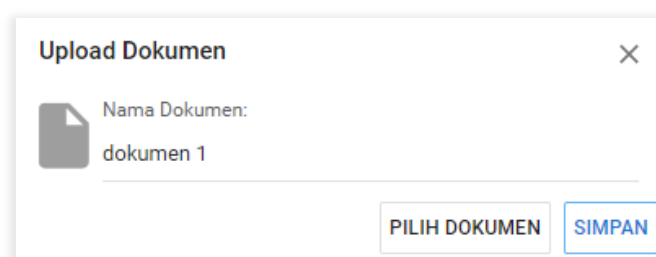 Upload Dokumen
Nama Dokumen:
dokumen 1
PILIH DOKUMEN SIMPAN